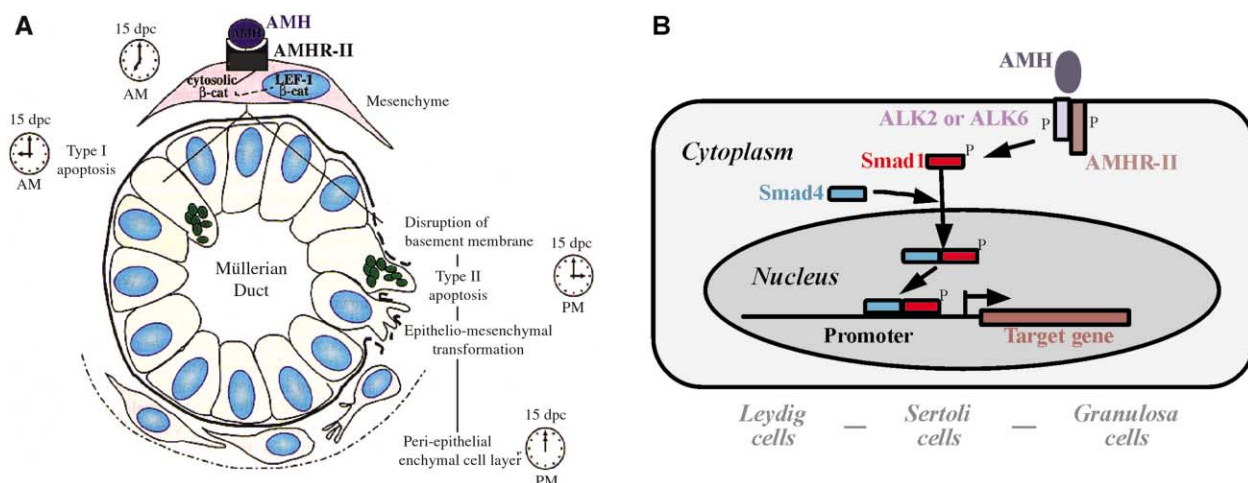 A
15 dpc
AM
AMH
AMH
AMHR-II
cytosolic
β-cat
LEF-1
β-cat
Mesenchyme
15 dpc
AM
Type I
apoptosis
Müllerian
Duct
Disruption of
basement membrane
15 dpc
PM
Type II
apoptosis
Epithelio-mesenchymal
transformation
15 dpc
PM
Peri-epithelial
enchymal cell layer
B
AMH
ALK2 or ALK6
P
P
AMHR-II
Cytoplasm
Smad1
P
Smad4
P
Nucleus
P
Promoter
Target gene
Leydig
cells
—
Sertoli
cells
—
Granulosa
cells